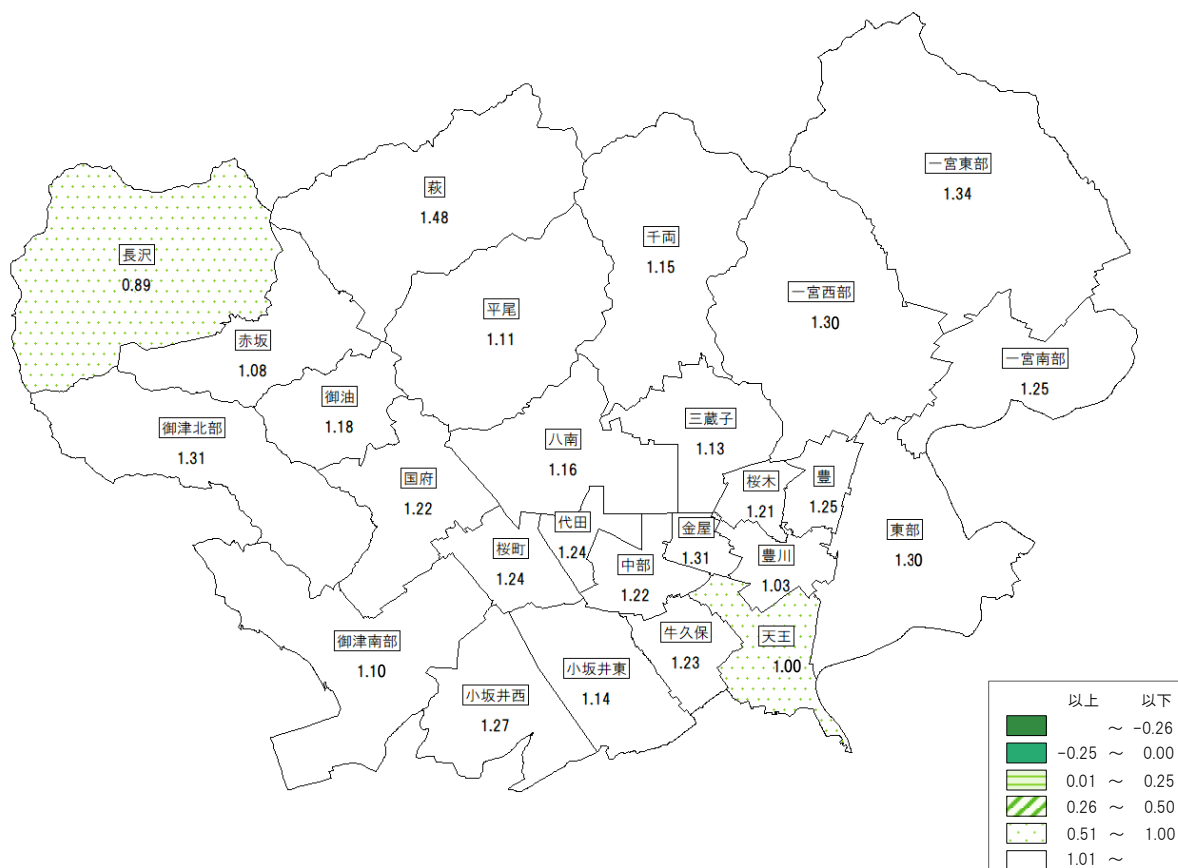 一宮東部
1.34
萩
1.48
千両
1.15
長沢
0.89
一宮西部
1.30
平尾
1.11
赤坂
1.08
一宮南部
1.25
御油
1.18
三蔵子
1.13
御津北部
1.31
八南
1.16
国府
1.22
桜木
1.21
豊
1.25
代田
1.24
金屋
1.31
東部
1.30
桜町
1.24
中部
1.22
豊川
1.03
御津南部
1.10
牛久保
1.23
天王
1.00
小坂井東
1.14
小坂井西
1.27
以上 以下
～ -0.26
-0.25 ～ 0.00
0.01 ～ 0.25
0.26 ～ 0.50
0.51 ～ 1.00
1.01 ～